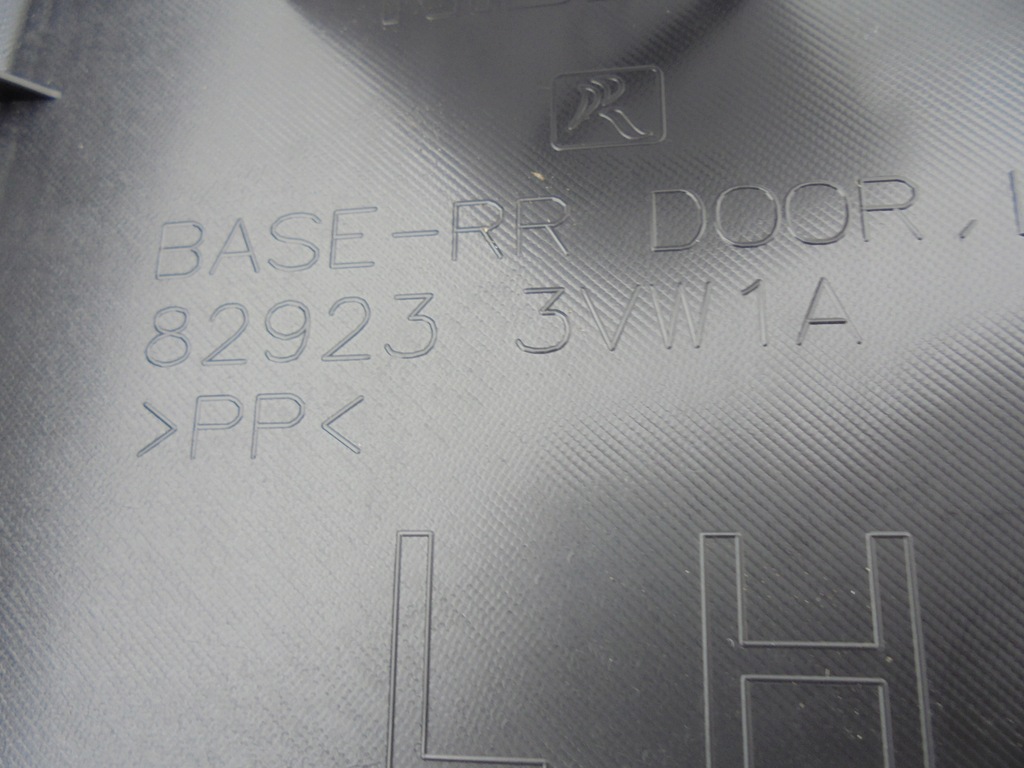 BASE-RR DOOR, L
82923 3VW1A
>PP<
LH